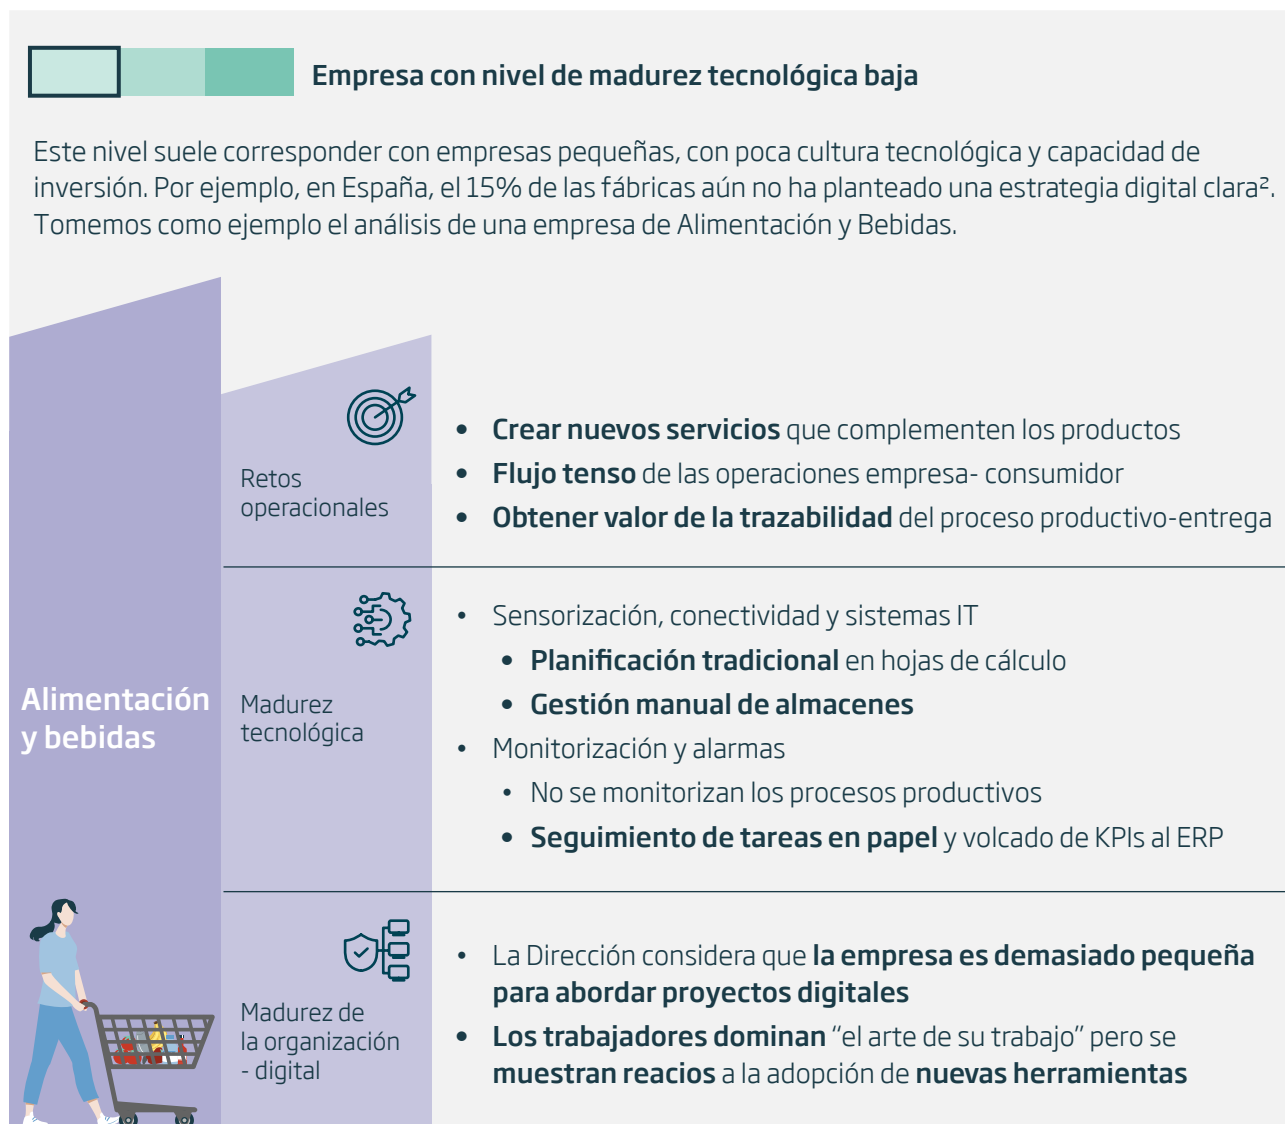 Empresa con nivel de madurez tecnológica baja
Este nivel suele corresponder con empresas pequeñas, con poca cultura tecnológica y capacidad de
inversión. Por ejemplo, en España, el 15% de las fábricas aún no ha planteado una estrategia digital clara².
Tomemos como ejemplo el análisis de una empresa de Alimentación y Bebidas.
Alimentación
y bebidas
Retos
operacionales
• Crear nuevos servicios que complementen los productos
• Flujo tenso de las operaciones empresa- consumidor
• Obtener valor de la trazabilidad del proceso productivo-entrega
Madurez
tecnológica
• Sensorización, conectividad y sistemas IT
• Planificación tradicional en hojas de cálculo
• Gestión manual de almacenes
• Monitorización y alarmas
• No se monitorizan los procesos productivos
• Seguimiento de tareas en papel y volcado de KPIs al ERP
Madurez de
la organización
- digital
• La Dirección considera que la empresa es demasiado pequeña
para abordar proyectos digitales
• Los trabajadores dominan “el arte de su trabajo” pero se
muestran reacios a la adopción de nuevas herramientas